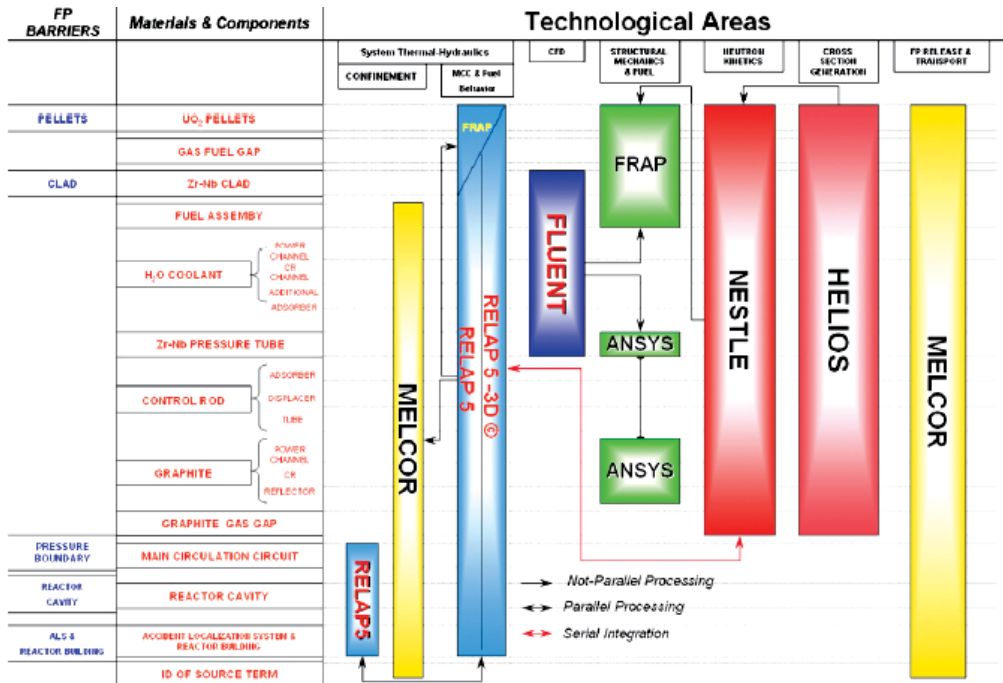 FP
BARRIERS
Materials & Components
Technological Areas
System Thermal-Hydraulics
CONFINEMENT
MCC & Fuel
Behavior
CFD
STRUCTURAL
MECHANICS
& FUEL
NEUTRON
KINETICS
CROSS
SECTION
GENERATION
FP RELEASE &
TRANSPORT
PELLETS
UO₂ PELLETS
GAS FUEL GAP
CLAD
Zr-Nb CLAD
FUEL ASSEMBY
H₂O COOLANT
POWER
CHANNEL
CR
CHANNEL
ADDITIONAL
ADSORBER
Zr-Nb PRESSURE TUBE
CONTROL ROD
ADSORBER
DISPLACER
TUBE
GRAPHITE
POWER
CHANNEL
CR
REFLECTOR
GRAPHITE GAS GAP
PRESSURE
BOUNDARY
MAIN CIRCULATION CIRCUIT
REACTOR
CAVITY
REACTOR CAVITY
ALS &
REACTOR BUILDING
ACCIDENT LOCALIZATION SYSTEM &
REACTOR BUILDING
ID OF SOURCE TERM
RELAP5
MELCOR
FRAP
RELAP 5
RELAP 5 -3D ©
FLUENT
FRAP
ANSYS
ANSYS
NESTLE
HELIOS
MELCOR
Not-Parallel Processing
Parallel Processing
Serial Integration